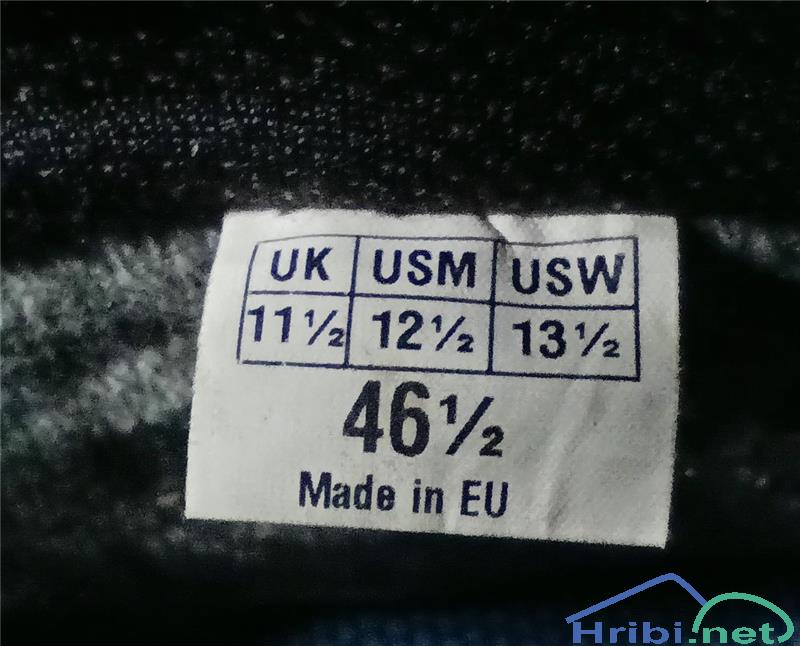 UK USM USW
11½ 12½ 13½
46½
Made in EU
Hribi.net